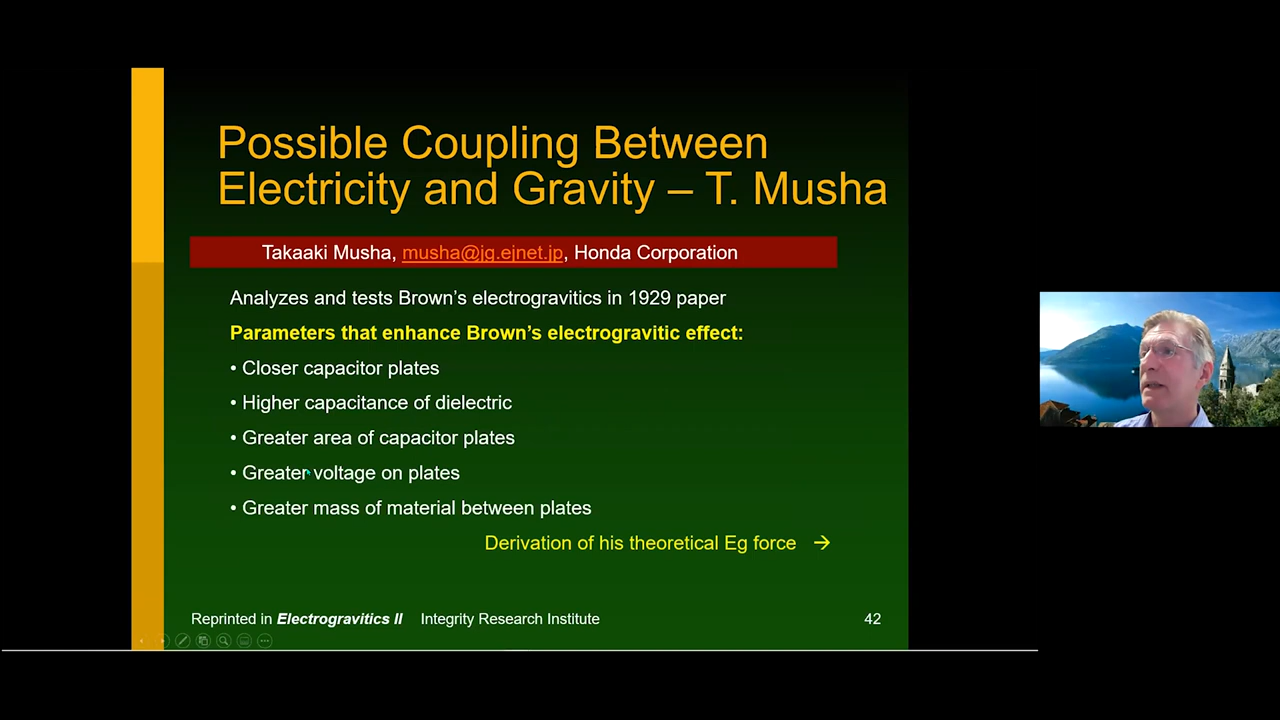 Possible Coupling Between
Electricity and Gravity – T. Musha
Takaaki Musha, musha@jg.ejnet.jp, Honda Corporation
Analyzes and tests Brown's electrogravitics in 1929 paper
Parameters that enhance Brown's electrogravitic effect:
• Closer capacitor plates
• Higher capacitance of dielectric
• Greater area of capacitor plates
• Greater voltage on plates
• Greater mass of material between plates
Derivation of his theoretical Eg force →
Reprinted in Electrogravitics II Integrity Research Institute 42